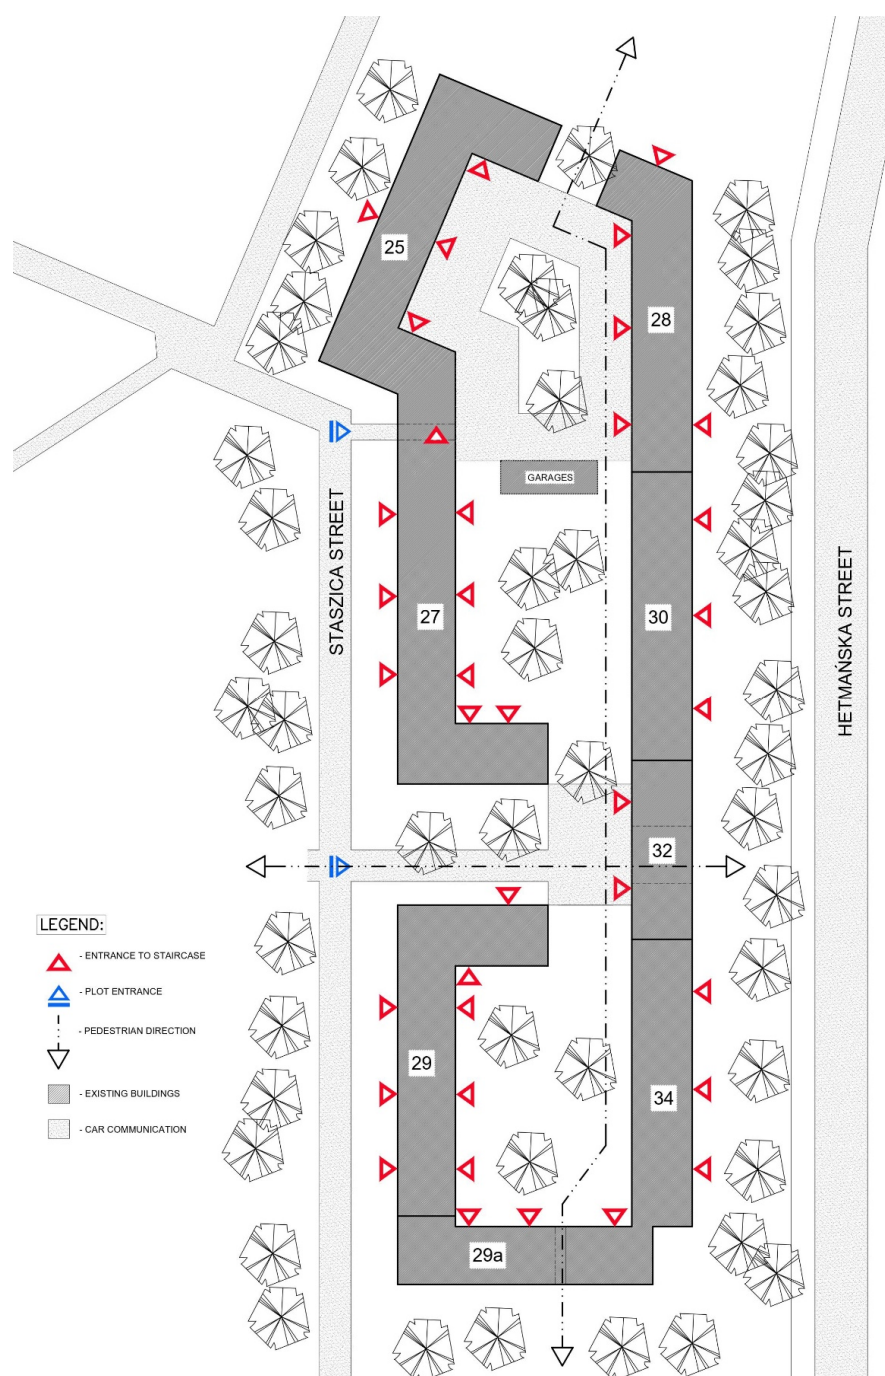 25
28
GARAGES
STASZICA STREET
27
30
HETMAŃSKA STREET
32
LEGEND:
- ENTRANCE TO STAIRCASE
- PLOT ENTRANCE
- PEDESTRIAN DIRECTION
- EXISTING BUILDINGS
- CAR COMMUNICATION
29
34
29a